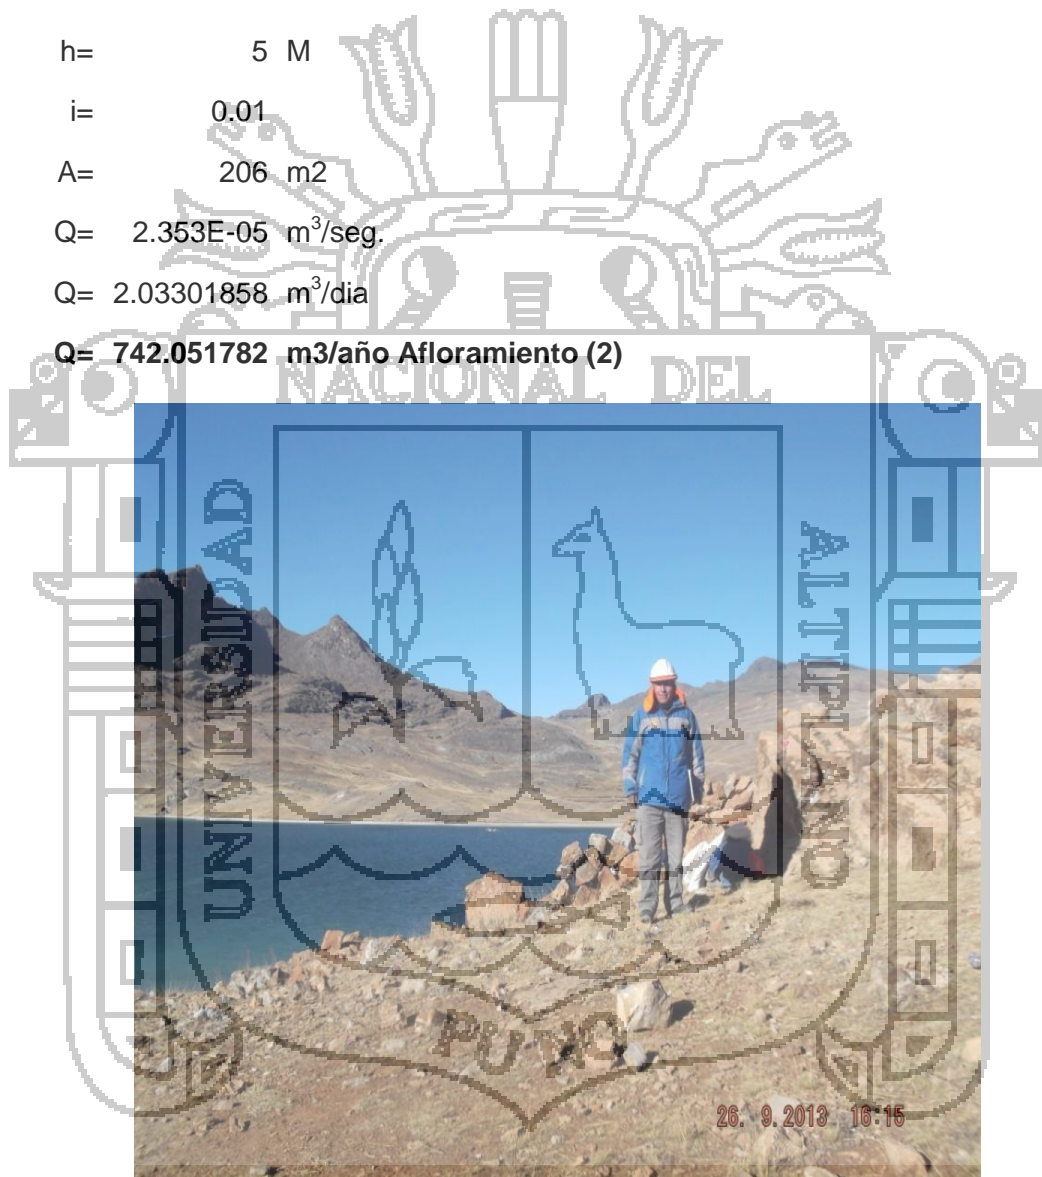 h= 5 M
i= 0.01
A= 206 m2
Q= 2.353E-05 m³/seg.
Q= 2.03301858 m³/dia
Q= 742.051782 m3/año Afloramiento (2)
NACIONAL DEL
UNIVERSIDAD
ALTIPLANO
PUNO
26. 9.2013 16:15